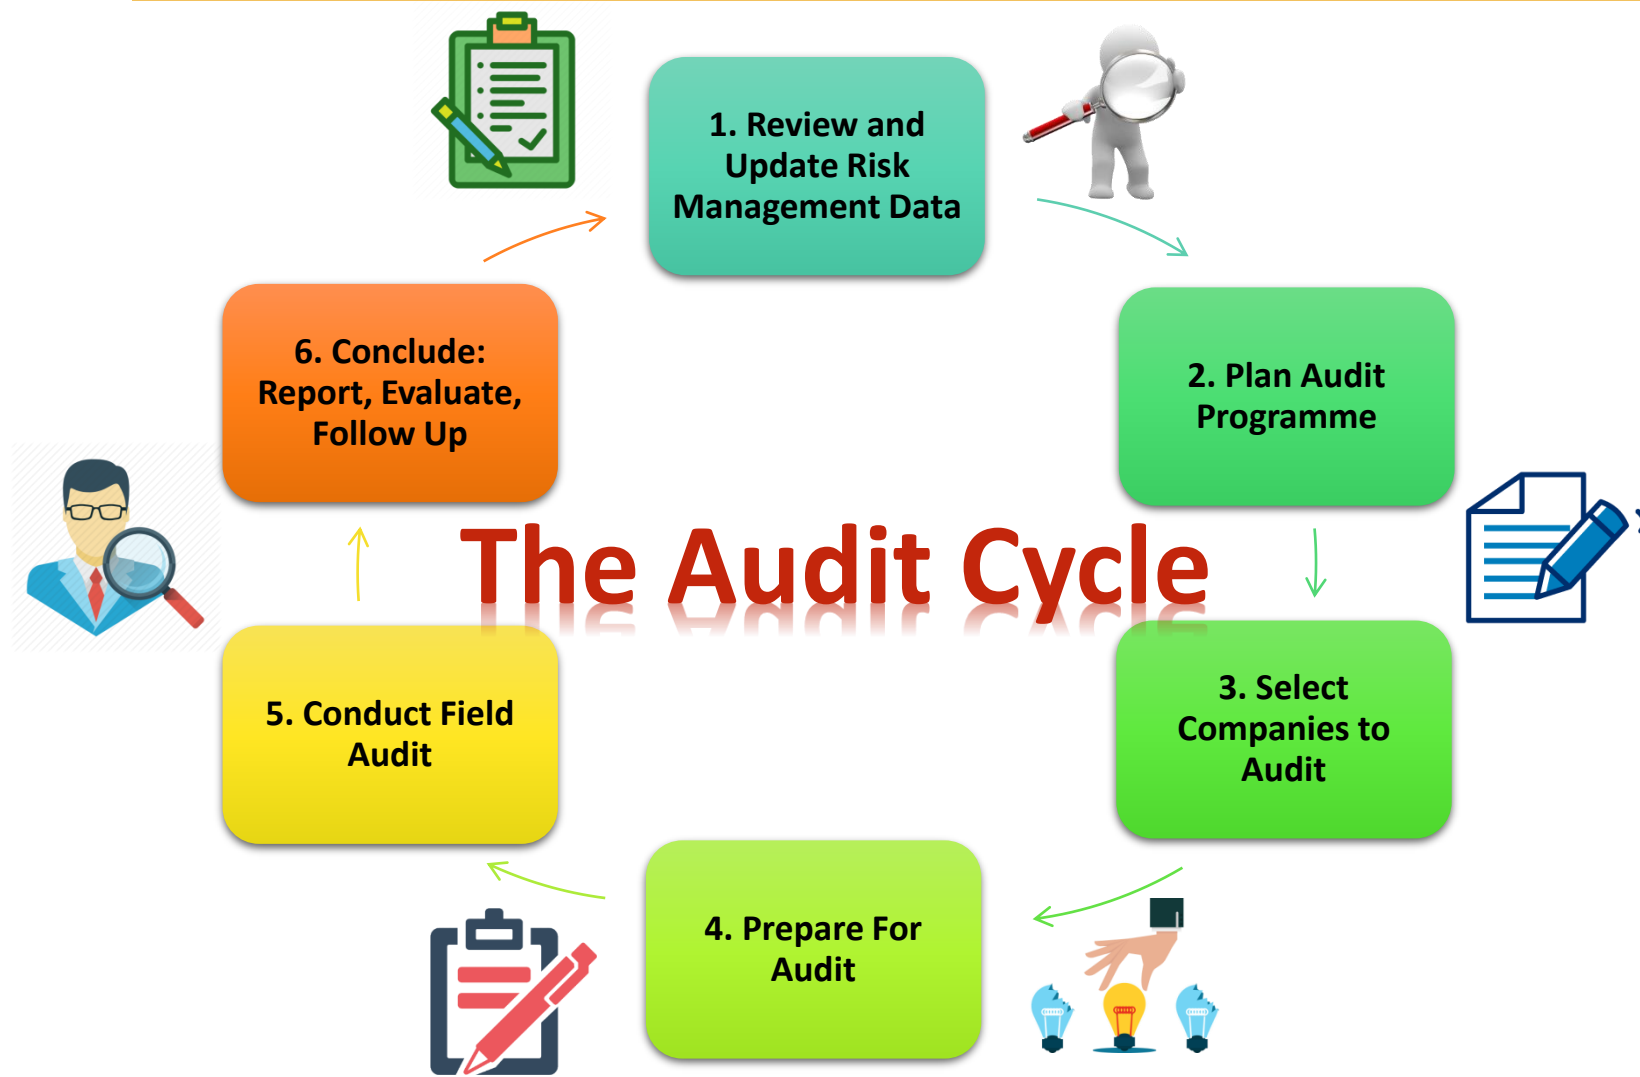 1. Review and
Update Risk
Management Data
2. Plan Audit
Programme
3. Select
Companies to
Audit
4. Prepare For
Audit
5. Conduct Field
Audit
6. Conclude:
Report, Evaluate,
Follow Up
The Audit Cycle